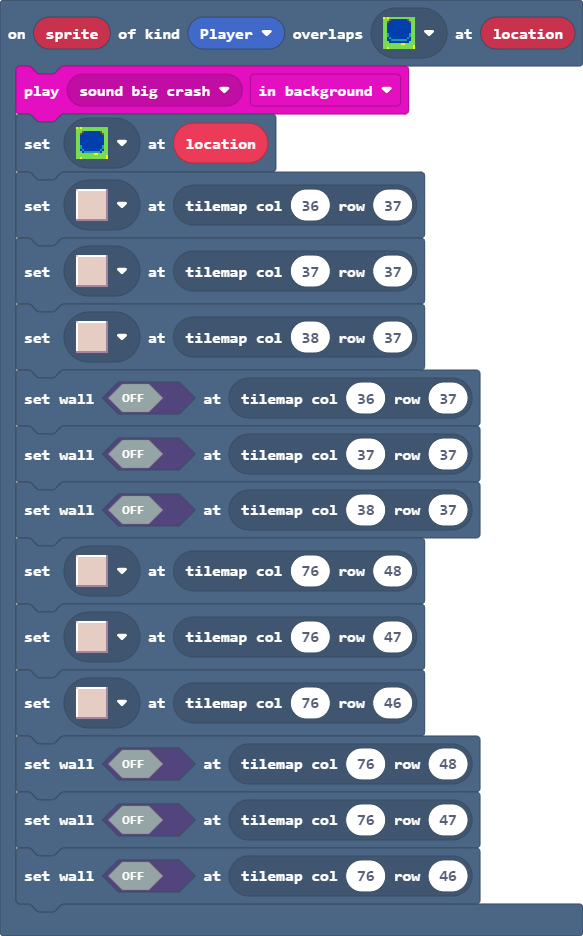 on sprite of kind Player overlaps at location
play sound big crash in background
set at location
set at tilemap col 36 row 37
set at tilemap col 37 row 37
set at tilemap col 38 row 37
set wall OFF at tilemap col 36 row 37
set wall OFF at tilemap col 37 row 37
set wall OFF at tilemap col 38 row 37
set at tilemap col 76 row 48
set at tilemap col 76 row 47
set at tilemap col 76 row 46
set wall OFF at tilemap col 76 row 48
set wall OFF at tilemap col 76 row 47
set wall OFF at tilemap col 76 row 46